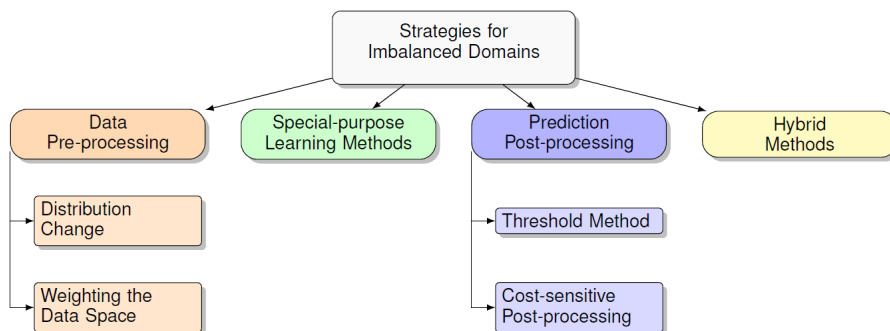 Strategies for
Imbalanced Domains
Data
Pre-processing
Special-purpose
Learning Methods
Prediction
Post-processing
Hybrid
Methods
Distribution
Change
Threshold Method
Weighting the
Data Space
Cost-sensitive
Post-processing